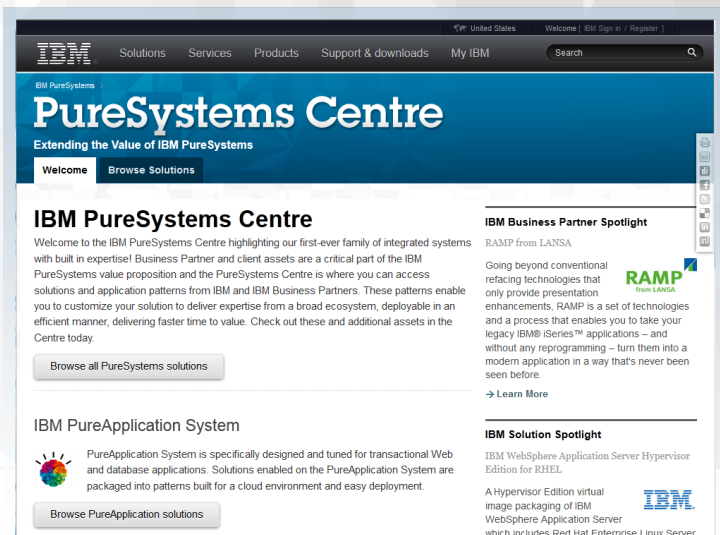 United States Welcome [ IBM Sign in / Register ]
IBM. Solutions Services Products Support & downloads My IBM Search
IBM PureSystems >
PureSystems Centre
Extending the Value of IBM PureSystems
Welcome Browse Solutions
IBM PureSystems Centre
Welcome to the IBM PureSystems Centre highlighting our first-ever family of integrated systems
with built in expertise! Business Partner and client assets are a critical part of the IBM
PureSystems value proposition and the PureSystems Centre is where you can access
solutions and application patterns from IBM and IBM Business Partners. These patterns enable
you to customize your solution to deliver expertise from a broad ecosystem, deployable in an
efficient manner, delivering faster time to value. Check out these and additional assets in the
Centre today.
Browse all PureSystems solutions
IBM PureApplication System
PureApplication System is specifically designed and tuned for transactional Web
and database applications. Solutions enabled on the PureApplication System are
packaged into patterns built for a cloud environment and easy deployment.
Browse PureApplication solutions
IBM Business Partner Spotlight
RAMP from LANSA
Going beyond conventional
refacing technologies that
only provide presentation
RAMP
from LANSA
enhancements, RAMP is a set of technologies
and a process that enables you to take your
legacy IBM® iSeries™ applications – and
without any reprogramming – turn them into a
modern application in a way that's never been
seen before.
→ Learn More
IBM Solution Spotlight
IBM WebSphere Application Server Hypervisor
Edition for RHEL
A Hypervisor Edition virtual
image packaging of IBM
WebSphere Application Server
IBM.
which includes Red Hat Enterprise Linux Server